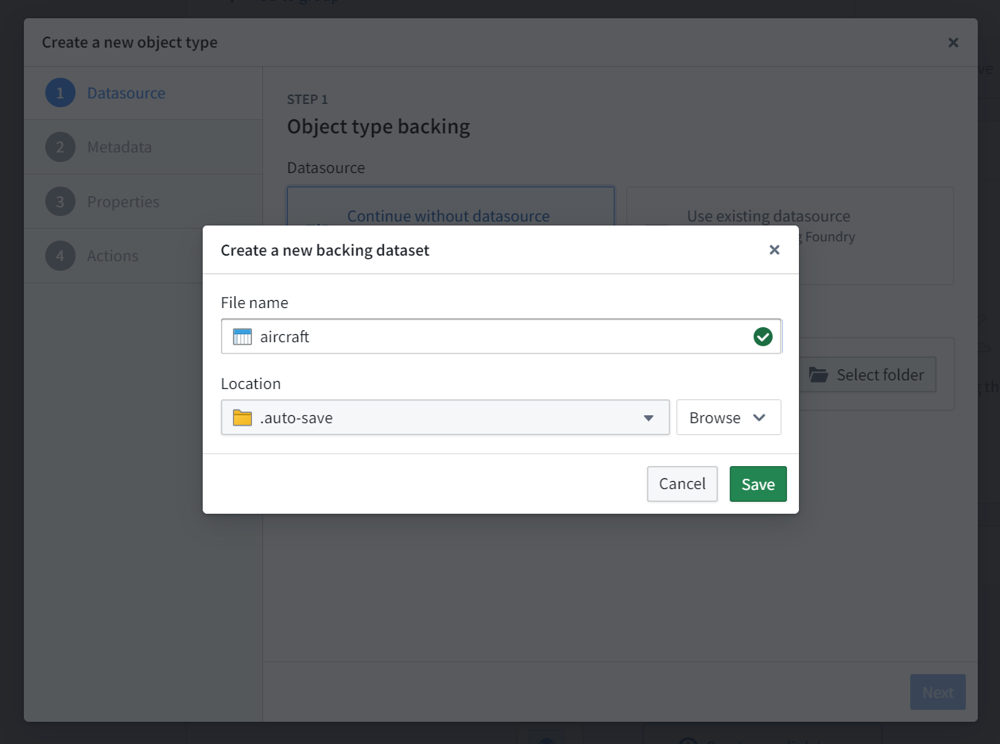 Create a new object type
1 Datasource
2 Metadata
3 Properties
4 Actions
STEP 1
Object type backing
Datasource
Continue without datasource
Use existing datasource
Foundry
Select folder
Create a new backing dataset
File name
aircraft
Location
.auto-save
Browse
Cancel
Save
Next